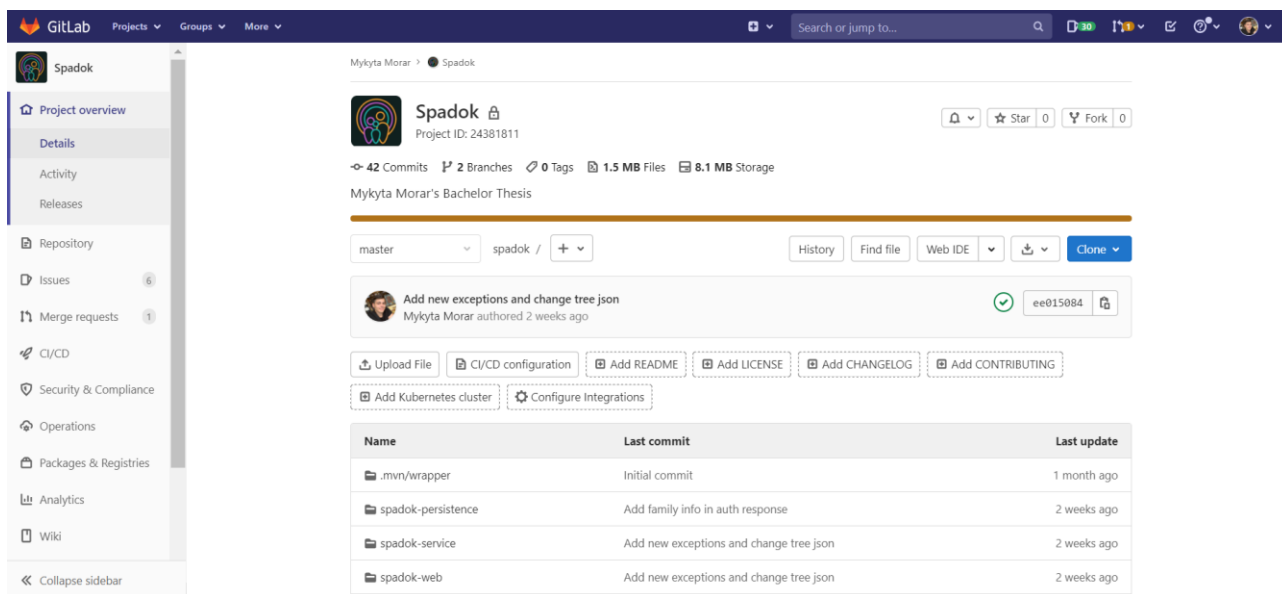 GitLab Projects Groups More Search or jump to... 30 1
Spadok
Project overview
Details
Activity
Releases
Repository
Issues 6
Merge requests 1
CI/CD
Security & Compliance
Operations
Packages & Registries
Analytics
Wiki
Collapse sidebar
Mykyta Morar > Spadok
Spadok
Project ID: 24381811
Star 0 Fork 0
42 Commits 2 Branches 0 Tags 1.5 MB Files 8.1 MB Storage
Mykyta Morar's Bachelor Thesis
master spadok / + History Find file Web IDE Clone
Add new exceptions and change tree json
Mykyta Morar authored 2 weeks ago
ee015084
Upload File CI/CD configuration Add README Add LICENSE Add CHANGELOG Add CONTRIBUTING
Add Kubernetes cluster Configure Integrations
Name Last commit Last update
.mvn/wrapper Initial commit 1 month ago
spadok-persistence Add family info in auth response 2 weeks ago
spadok-service Add new exceptions and change tree json 2 weeks ago
spadok-web Add new exceptions and change tree json 2 weeks ago